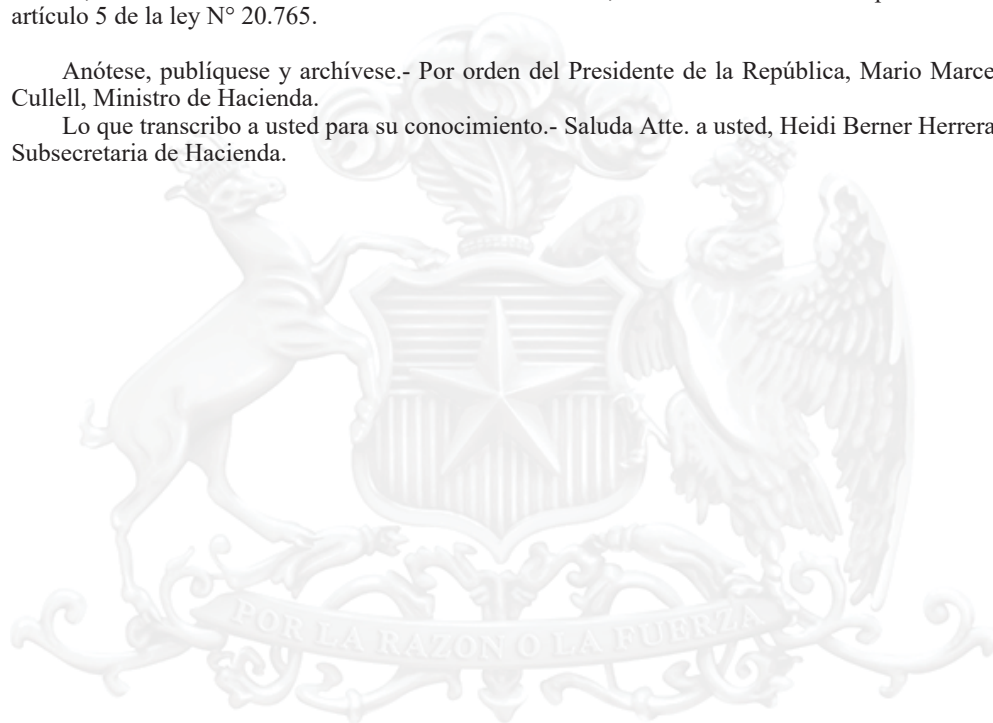 artículo 5 de la ley N° 20.765.
Anótese, publíquese y archívese.- Por orden del Presidente de la República, Mario Marce
Cullell, Ministro de Hacienda.
Lo que transcribo a usted para su conocimiento.- Saluda Atte. a usted, Heidi Berner Herrera
Subsecretaria de Hacienda.
POR LA RAZON O LA FUERZA